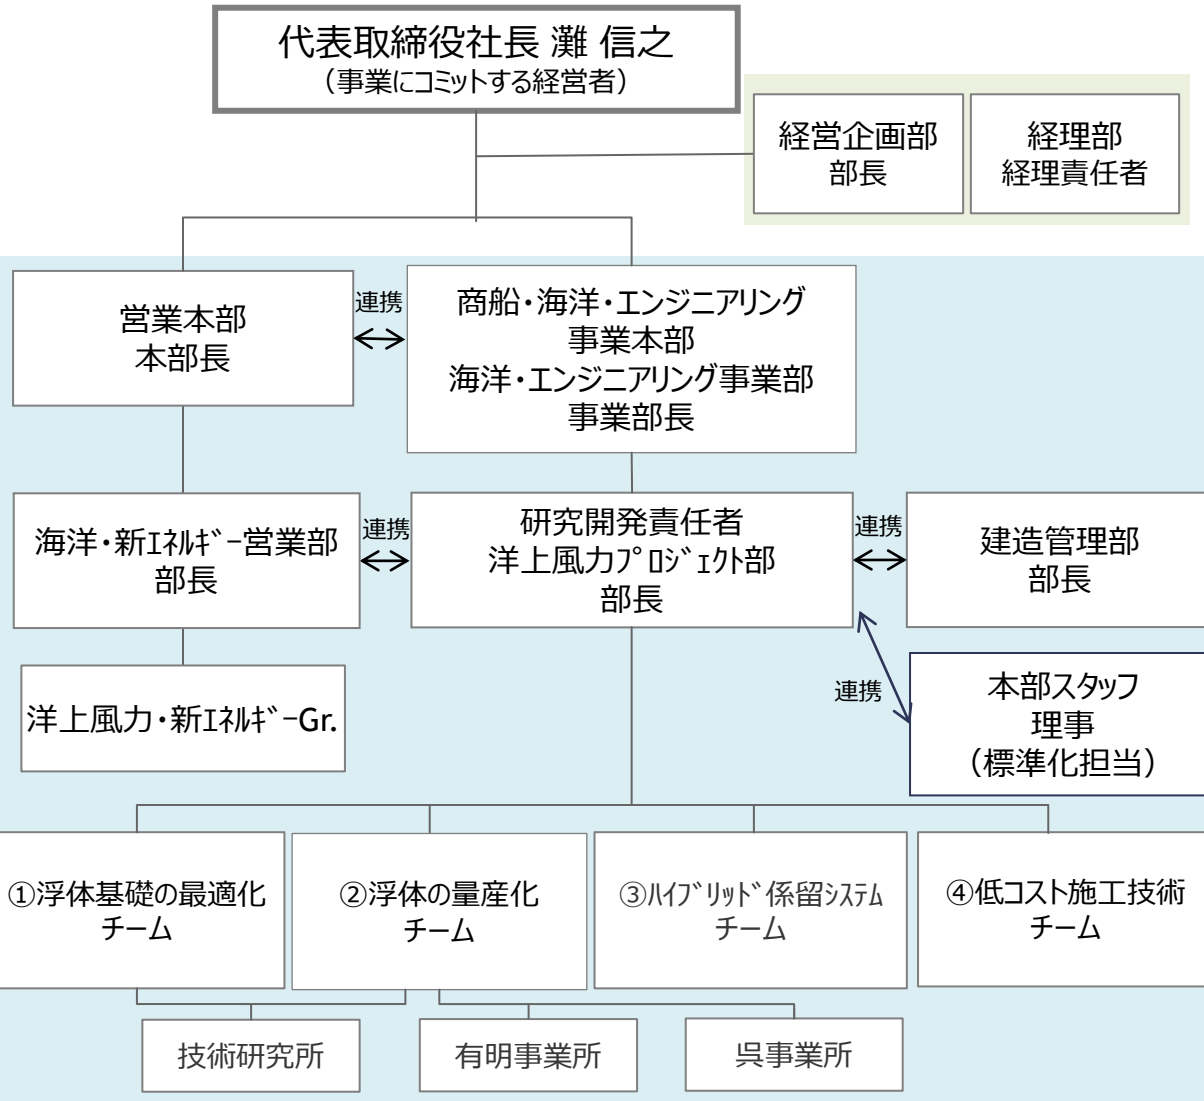 代表取締役社長 灘 信之
（事業にコミットする経営者）
経営企画部
部長
経理部
経理責任者
営業本部
本部長
連携
商船・海洋・エンジニアリング
事業本部
海洋・エンジニアリング事業部
事業部長
海洋・新ｴﾈﾙｷﾞｰ営業部
部長
連携
研究開発責任者
洋上風力ﾌﾟﾛｼﾞｪｸﾄ部
部長
連携
建造管理部
部長
洋上風力・新ｴﾈﾙｷﾞｰGr.
連携
本部スタッフ
理事
（標準化担当）
①浮体基礎の最適化
チーム
②浮体の量産化
チーム
③ﾊｲﾌﾞﾘｯﾄﾞ係留ｼｽﾃﾑ
チーム
④低コスト施工技術
チーム
技術研究所
有明事業所
呉事業所